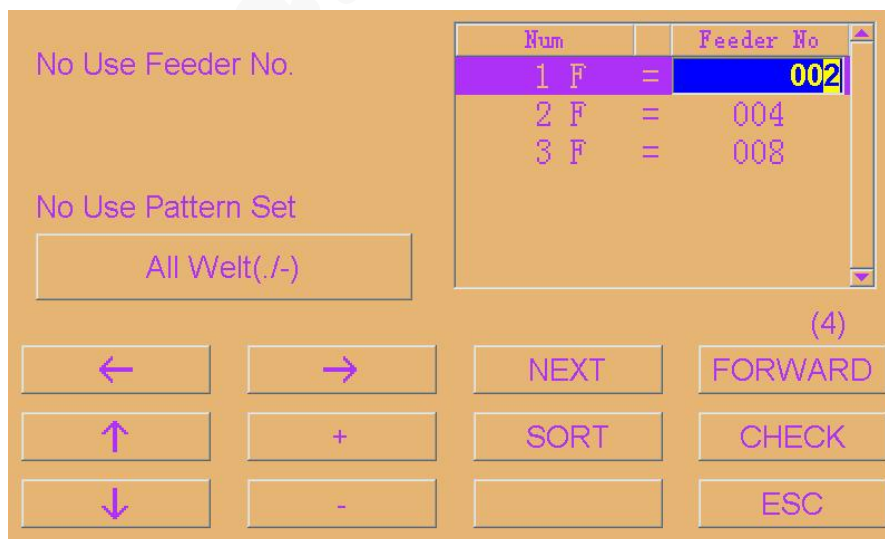 No Use Feeder No.
Num Feeder No
1 F = 002
2 F = 004
3 F = 008
No Use Pattern Set
All Welt(./-)
(4)
← → NEXT FORWARD
↑ + SORT CHECK
↓ - ESC